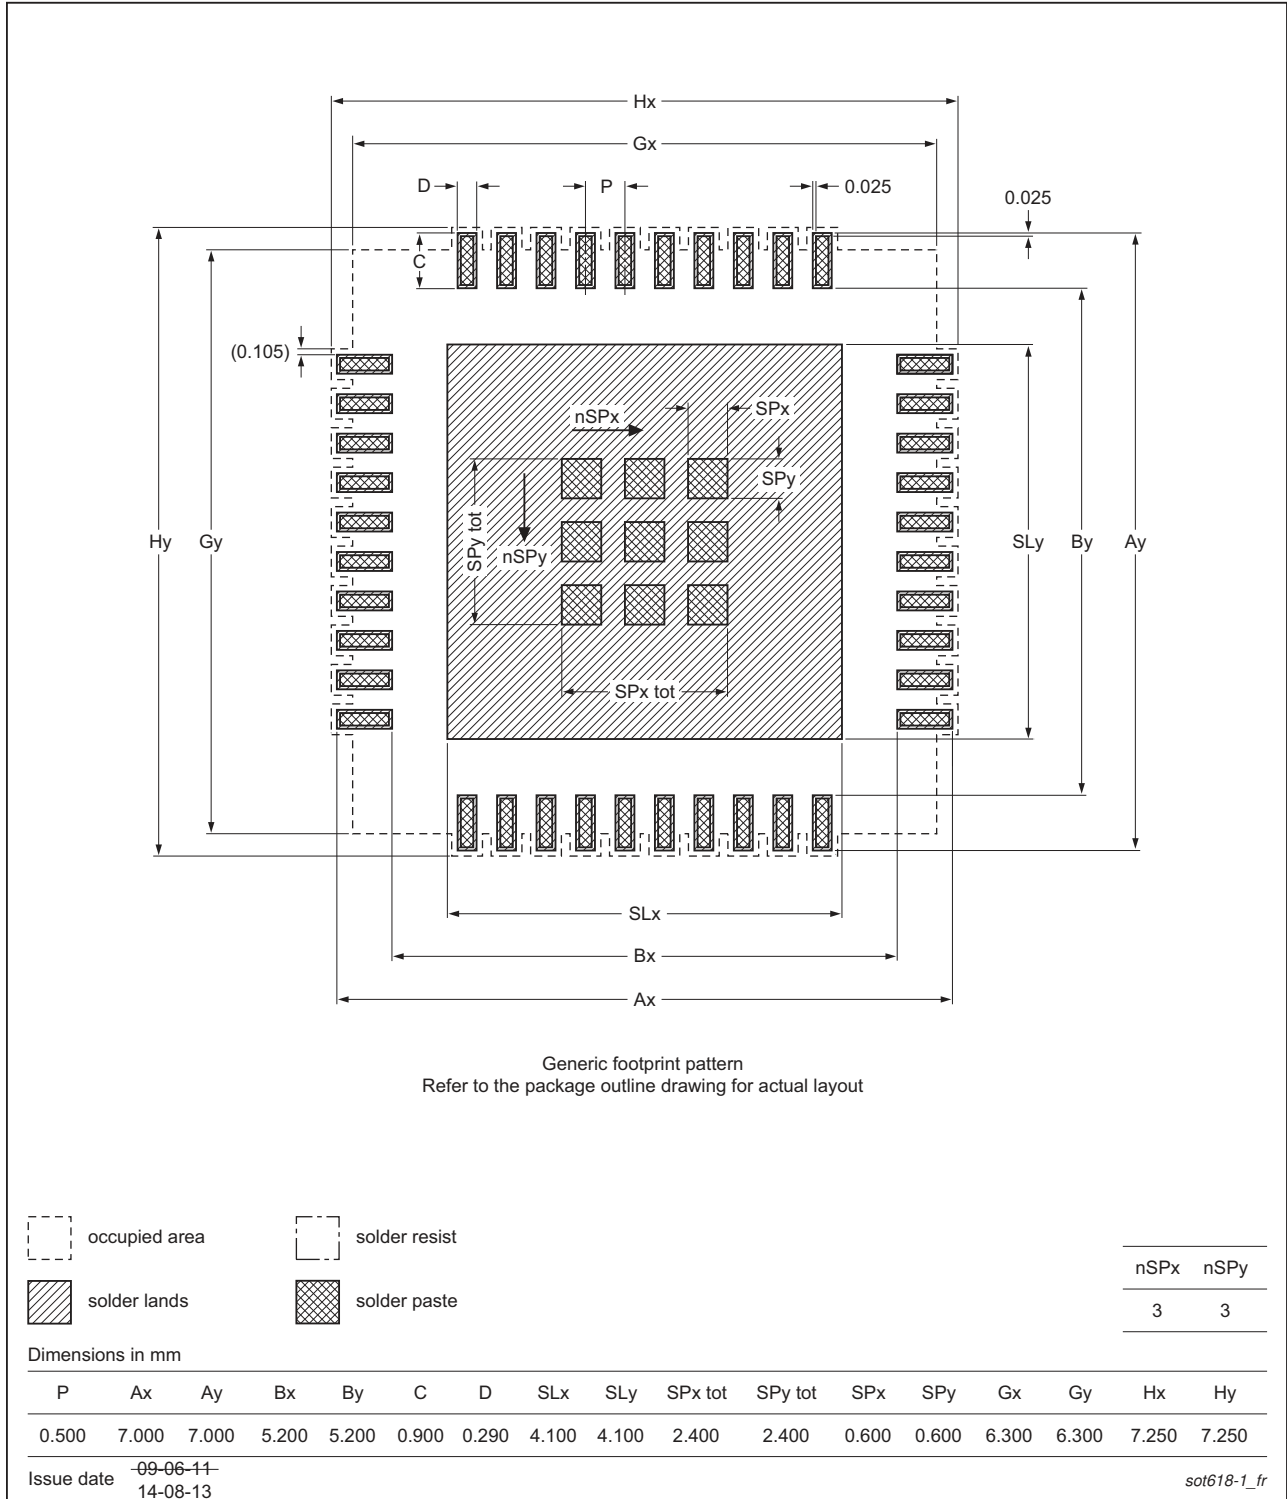 Hx
Gx
D P 0.025
0.025
C
(0.105)
nSPx SPx
SPy
SPy tot
nSPy
Hy Gy SLy By Ay
SPx tot
SLx
Bx
Ax
Generic footprint pattern
Refer to the package outline drawing for actual layout
occupied area solder resist
solder lands solder paste
nSPx nSPy
3 3
Dimensions in mm
P Ax Ay Bx By C D SLx SLy SPx tot SPy tot SPx SPy Gx Gy Hx Hy
0.500 7.000 7.000 5.200 5.200 0.900 0.290 4.100 4.100 2.400 2.400 0.600 0.600 6.300 6.300 7.250 7.250
Issue date 09-06-11
14-08-13
sot618-1_fr